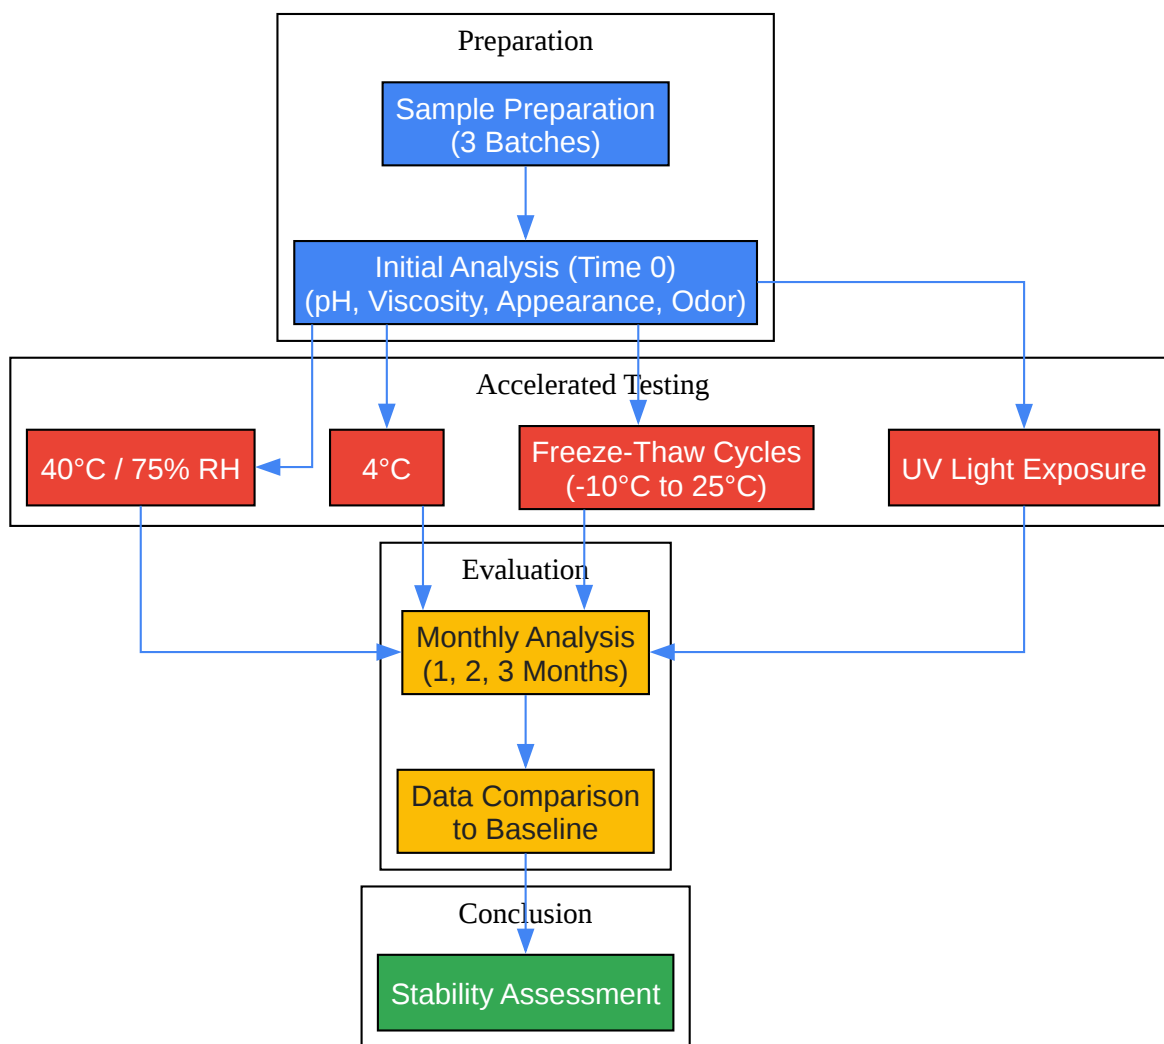 Preparation
Sample Preparation
(3 Batches)
Initial Analysis (Time 0)
(pH, Viscosity, Appearance, Odor)
Accelerated Testing
40°C / 75% RH
4°C
Freeze-Thaw Cycles
(-10°C to 25°C)
UV Light Exposure
Evaluation
Monthly Analysis
(1, 2, 3 Months)
Data Comparison
to Baseline
Conclusion
Stability Assessment